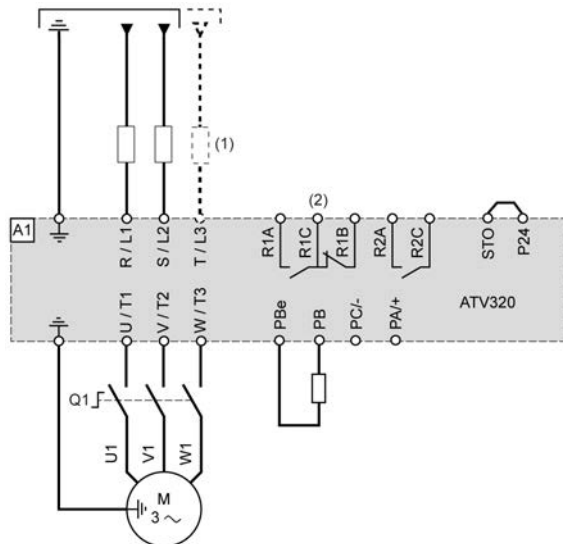 (1)
(2)
A1
R / L1
S / L2
T / L3
R1A
R1C
R1B
R2A
R2C
STO
P24
U / T1
V / T2
W / T3
PBe
PB
PC/-
PA/+
ATV320
Q1
U1
V1
W1
M
3 ~